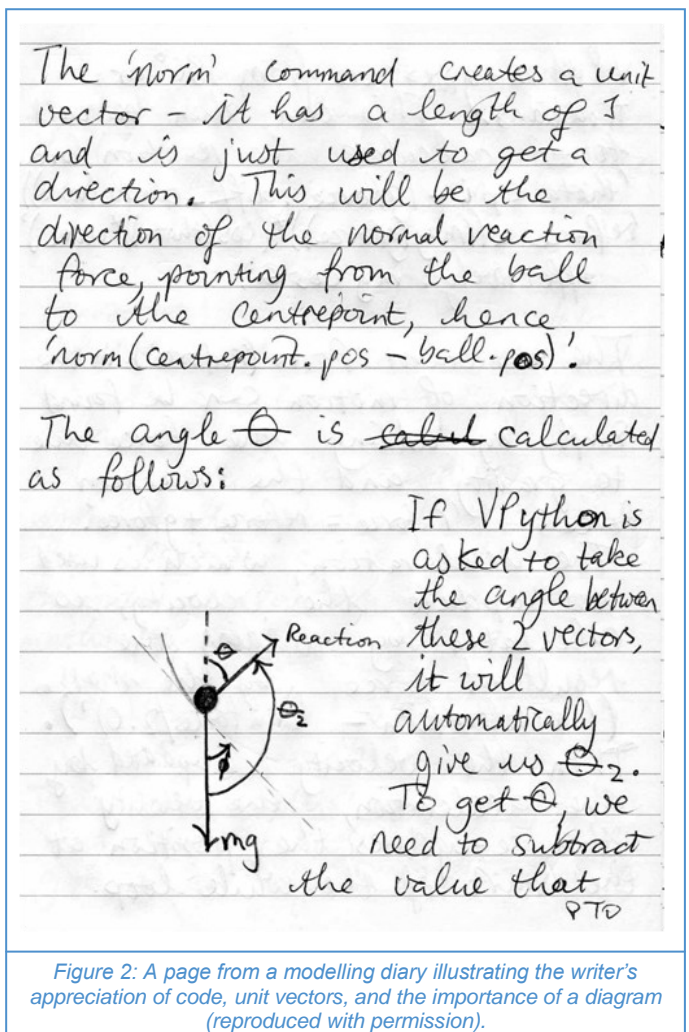 The 'norm' command creates a unit
vector - it has a length of 1
and is just used to get a
direction. This will be the
direction of the normal reaction
force, pointing from the ball
to the centrepoint, hence
'norm(centrepoint.pos - ball.pos)'.
The angle θ is calcul calculated
as follows:
If VPython is
asked to take
the angle between
these 2 vectors,
it will
automatically
give us θ₂.
To get θ, we
need to subtract
the value that
PTO
Reaction
θ
θ₂
ϕ
mg
Figure 2: A page from a modelling diary illustrating the writer's
appreciation of code, unit vectors, and the importance of a diagram
(reproduced with permission).